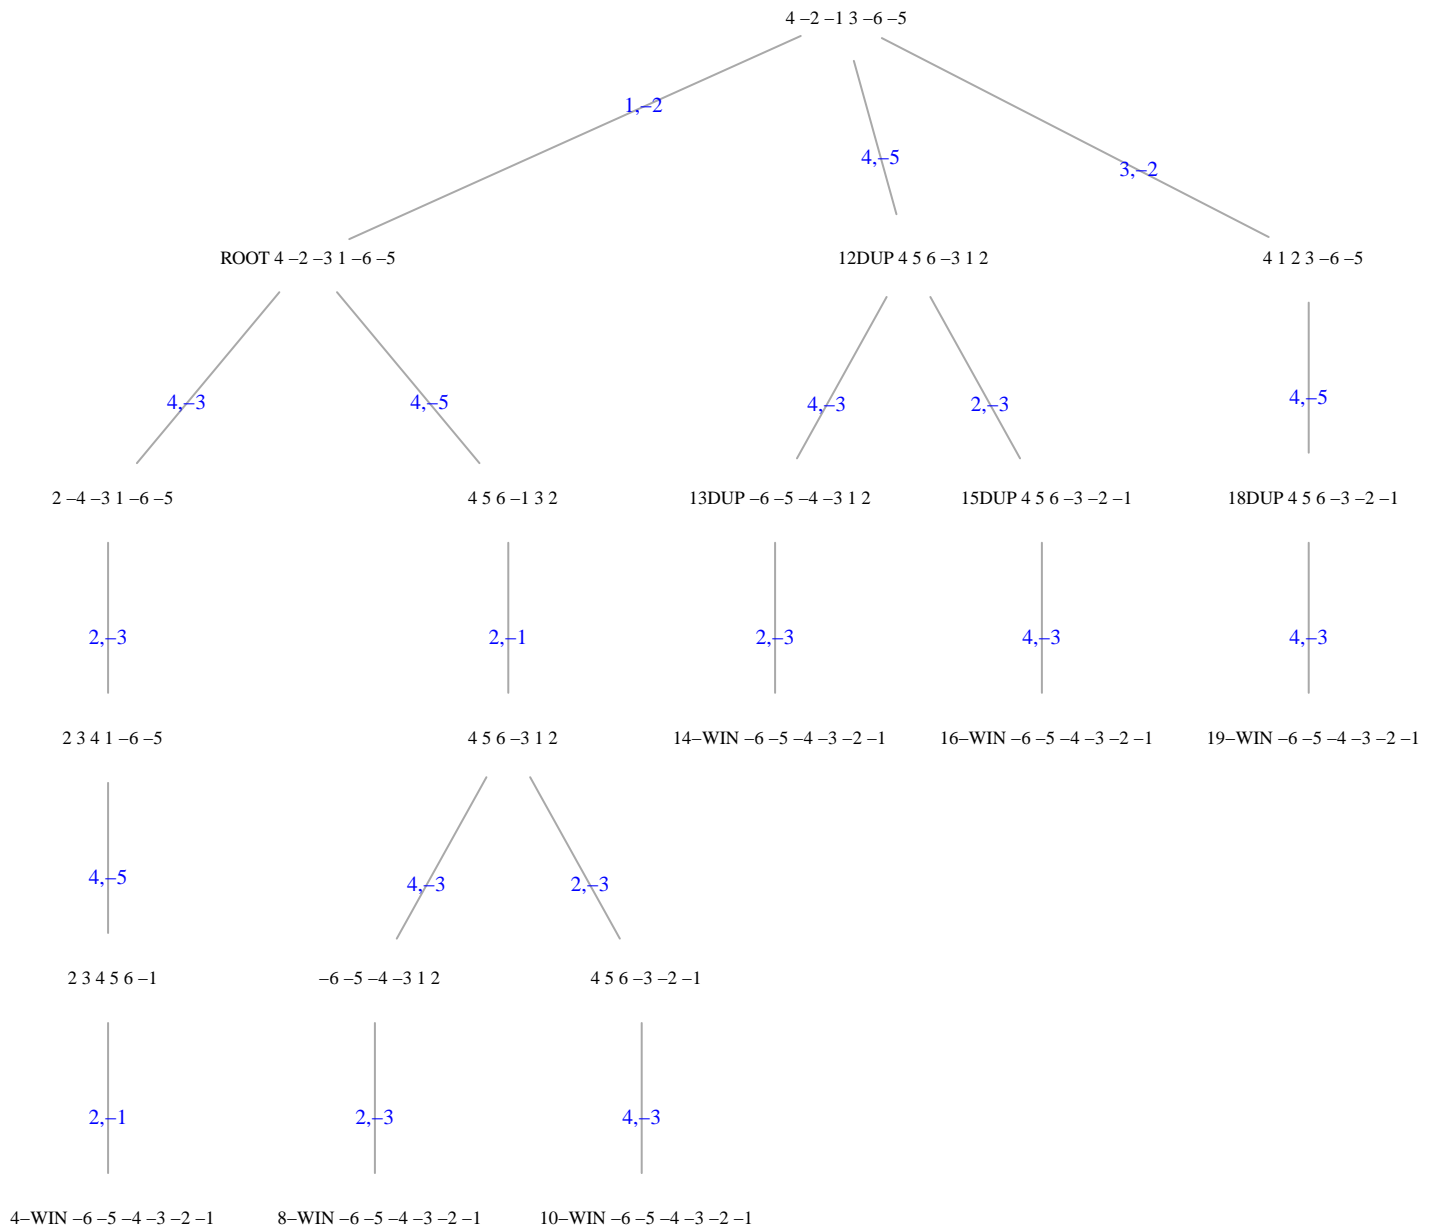 4 –2 –1 3 –6 –5
1,–2
4,–5
3,–2
ROOT 4 –2 –3 1 –6 –5
12DUP 4 5 6 –3 1 2
4 1 2 3 –6 –5
4,–3
4,–5
4,–3
2,–3
4,–5
2 –4 –3 1 –6 –5
4 5 6 –1 3 2
13DUP –6 –5 –4 –3 1 2
15DUP 4 5 6 –3 –2 –1
18DUP 4 5 6 –3 –2 –1
2,–3
2,–1
2,–3
4,–3
4,–3
2 3 4 1 –6 –5
4 5 6 –3 1 2
14–WIN –6 –5 –4 –3 –2 –1
16–WIN –6 –5 –4 –3 –2 –1
19–WIN –6 –5 –4 –3 –2 –1
4,–5
4,–3
2,–3
2 3 4 5 6 –1
–6 –5 –4 –3 1 2
4 5 6 –3 –2 –1
2,–1
2,–3
4,–3
4–WIN –6 –5 –4 –3 –2 –1
8–WIN –6 –5 –4 –3 –2 –1
10–WIN –6 –5 –4 –3 –2 –1